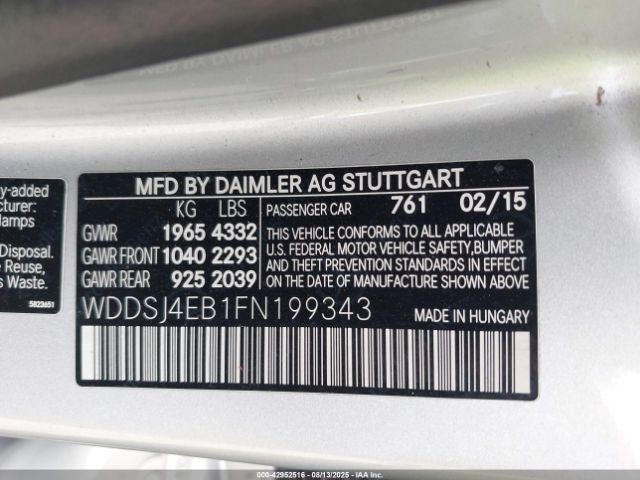 MFD BY DAIMLER AG STUTTGART
KG LBS
GVWR 1965 4332
GAWR FRONT 1040 2293
GAWR REAR 925 2039
PASSENGER CAR 761 02/15
THIS VEHICLE CONFORMS TO ALL APPLICABLE
U.S. FEDERAL MOTOR VEHICLE SAFETY,BUMPER
AND THEFT PREVENTION STANDARDS IN EFFECT
ON THE DATE OF MANUFACTURE SHOWN ABOVE
WDDSJ4EB1FN199343 MADE IN HUNGARY
y-added
cturer:
lamps
Disposal.
Reuse,
s Waste.
5823651
000-42952516 - 08/13/2025 - IAAI.COM